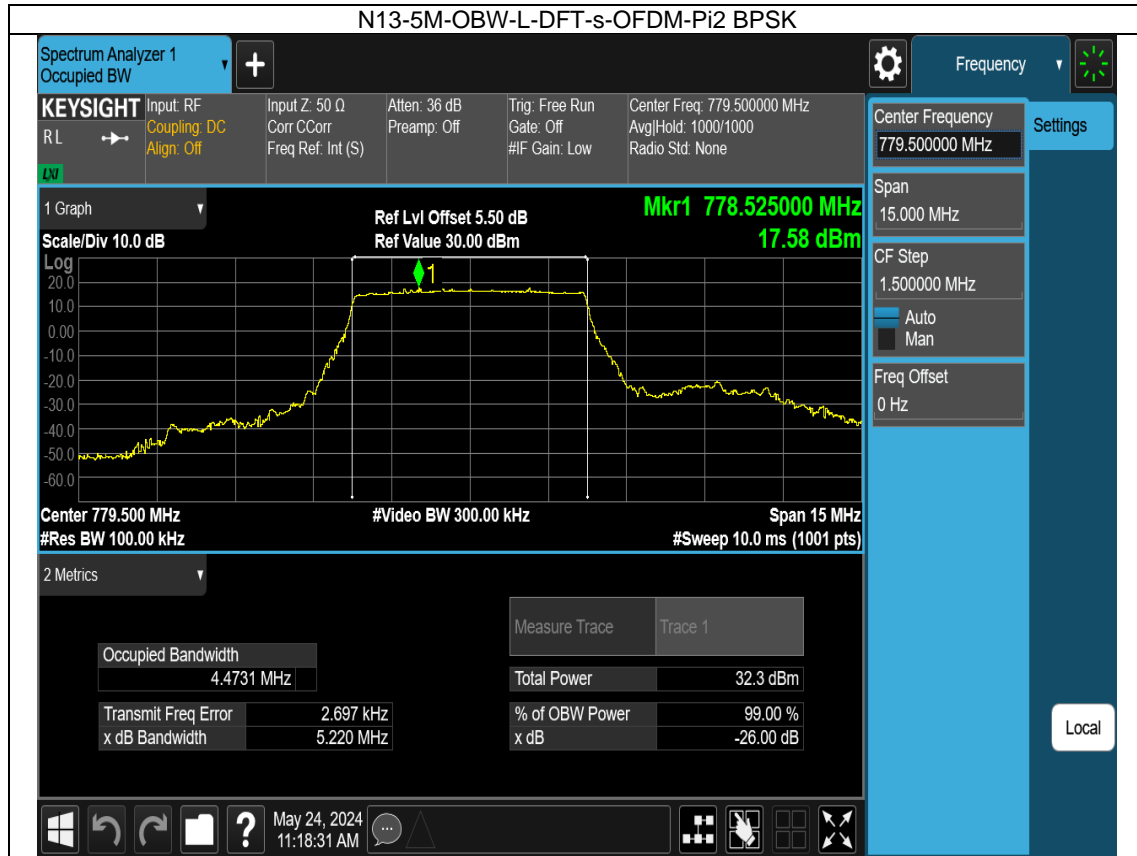 N13-5M-OBW-L-DFT-s-OFDM-Pi2 BPSK
Spectrum Analyzer 1
Occupied BW
+
Frequency
KEYSIGHT
R L
LXI
Input: RF
Coupling: DC
Align: Off
Input Z: 50 Ω
Corr CCorr
Freq Ref: Int (S)
Atten: 36 dB
Preamp: Off
Trig: Free Run
Gate: Off
#IF Gain: Low
Center Freq: 779.500000 MHz
Avg|Hold: 1000/1000
Radio Std: None
Center Frequency
779.500000 MHz
Settings
Span
15.000 MHz
CF Step
1.500000 MHz
Auto
Man
Freq Offset
0 Hz
Local
1 Graph
Scale/Div 10.0 dB
Ref Lvl Offset 5.50 dB
Ref Value 30.00 dBm
Mkr1 778.525000 MHz
17.58 dBm
Log
1
20.0
10.0
0.00
-10.0
-20.0
-30.0
-40.0
-50.0
-60.0
Center 779.500 MHz
#Video BW 300.00 kHz
Span 15 MHz
#Res BW 100.00 kHz
#Sweep 10.0 ms (1001 pts)
2 Metrics
Measure Trace Trace 1
Occupied Bandwidth
4.4731 MHz
Total Power 32.3 dBm
Transmit Freq Error 2.697 kHz
% of OBW Power 99.00 %
x dB Bandwidth 5.220 MHz
x dB -26.00 dB
?
May 24, 2024
11:18:31 AM